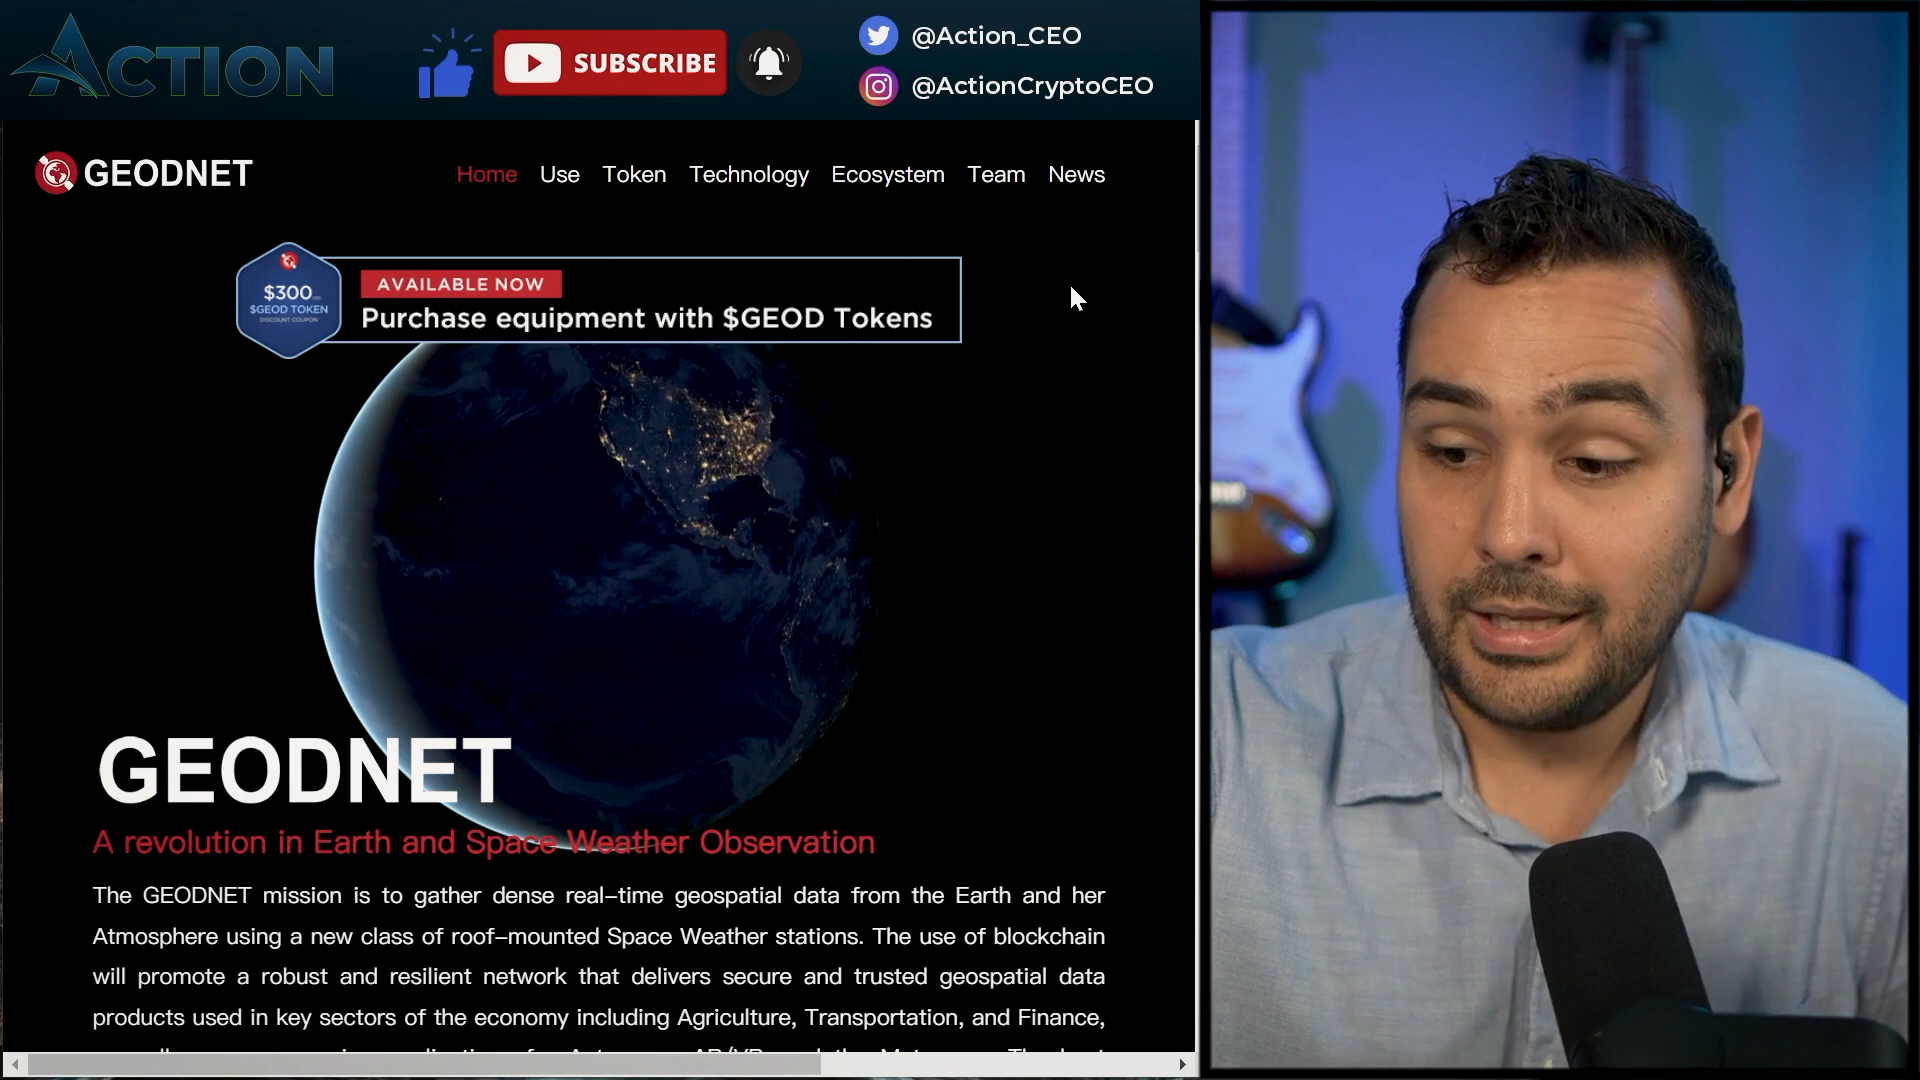 ACTION
SUBSCRIBE
@Action_CEO
@ActionCryptoCEO
GEODNET
Home Use Token Technology Ecosystem Team News
$300
$GEOD TOKEN
DISCOUNT COUPON
AVAILABLE NOW
Purchase equipment with $GEOD Tokens
GEODNET
A revolution in Earth and Space Weather Observation
The GEODNET mission is to gather dense real-time geospatial data from the Earth and her
Atmosphere using a new class of roof-mounted Space Weather stations. The use of blockchain
will promote a robust and resilient network that delivers secure and trusted geospatial data
products used in key sectors of the economy including Agriculture, Transportation, and Finance,